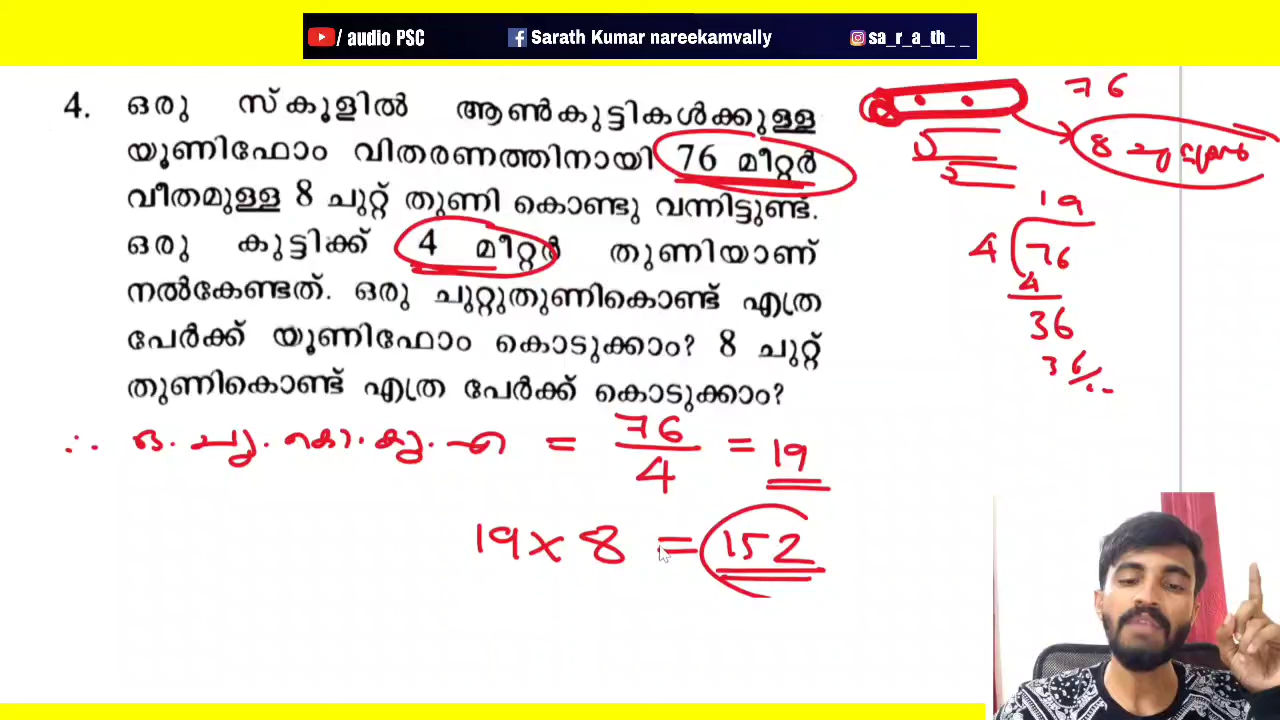 / audio PSC
Sarath Kumar nareekamvally
sa_r_a_th_ _
4. ഒരു സ്കൂളിൽ ആൺകുട്ടികൾക്കുള്ള
യൂണിഫോം വിതരണത്തിനായി 76 മീറ്റർ
വീതമുള്ള 8 ചുറ്റ് തുണി കൊണ്ടു വന്നിട്ടുണ്ട്.
ഒരു കുട്ടിക്ക് 4 മീറ്റർ തുണിയാണ്
നൽകേണ്ടത്. ഒരു ചുറ്റുതുണികൊണ്ട് എത്ര
പേർക്ക് യൂണിഫോം കൊടുക്കാം? 8 ചുറ്റ്
തുണികൊണ്ട് എത്ര പേർക്ക് കൊടുക്കാം?
76
8
19
4 76
4
36
36
∴ ഒ. ചു. കൊ. കു. എ = 76/4 = 19
19 x 8 = 152